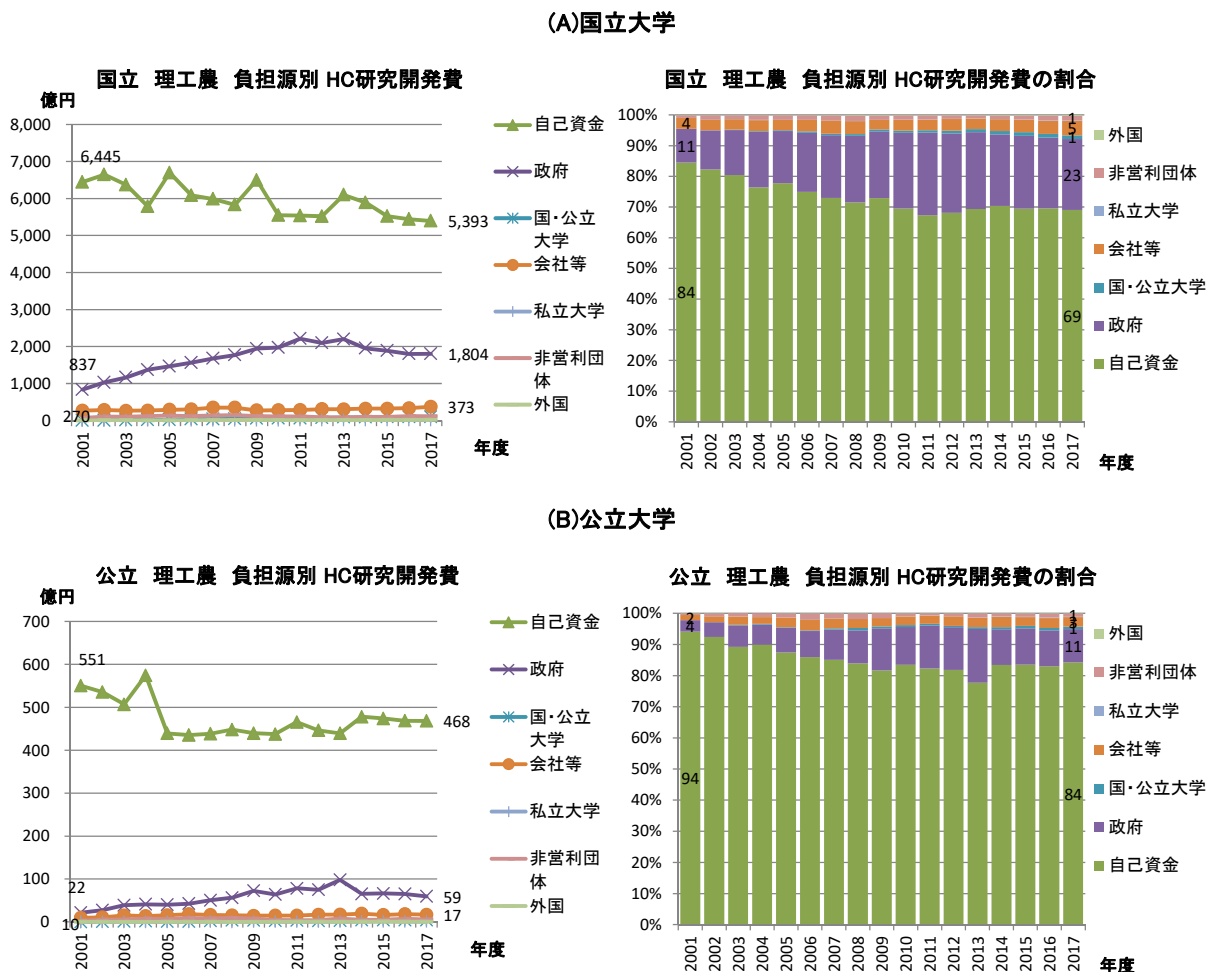 (A)国立大学
国立 理工農 負担源別 HC研究開発費
億円
8,000
7,000
6,000
5,000
4,000
3,000
2,000
1,000
0
6,445
5,393
837
1,804
270
373
2001
2003
2005
2007
2009
2011
2013
2015
2017
年度
自己資金
政府
国・公立
大学
会社等
私立大学
非営利団
体
外国
国立 理工農 負担源別 HC研究開発費の割合
100%
90%
80%
70%
60%
50%
40%
30%
20%
10%
0%
4
11
84
1
5
1
23
69
2001
2002
2003
2004
2005
2006
2007
2008
2009
2010
2011
2012
2013
2014
2015
2016
2017
年度
外国
非営利団体
私立大学
会社等
国・公立大学
政府
自己資金
(B)公立大学
公立 理工農 負担源別 HC研究開発費
億円
700
600
500
400
300
200
100
0
551
468
22
59
10
17
2001
2003
2005
2007
2009
2011
2013
2015
2017
年度
自己資金
政府
国・公立
大学
会社等
私立大学
非営利団
体
外国
公立 理工農 負担源別 HC研究開発費の割合
100%
90%
80%
70%
60%
50%
40%
30%
20%
10%
0%
2
4
94
1
3
1
11
84
2001
2002
2003
2004
2005
2006
2007
2008
2009
2010
2011
2012
2013
2014
2015
2016
2017
年度
外国
非営利団体
私立大学
会社等
国・公立大学
政府
自己資金